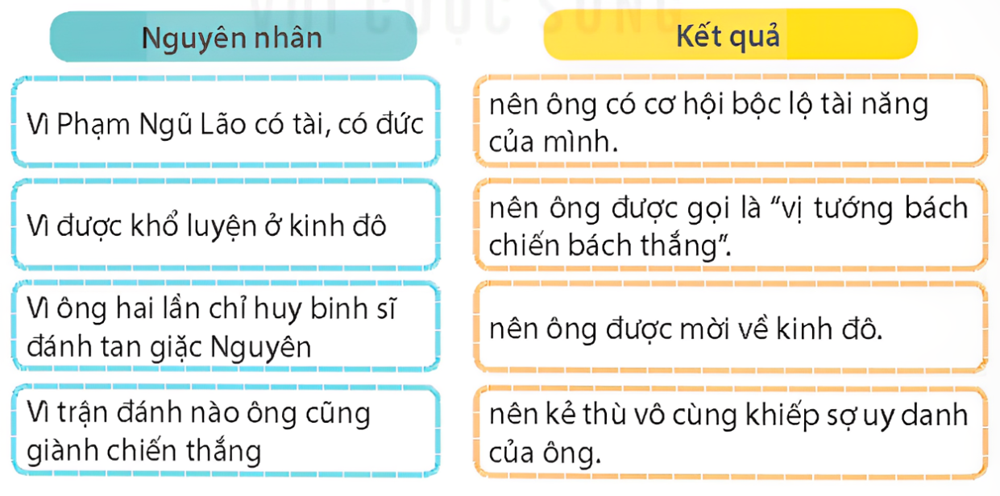 Nguyên nhân
Kết quả
Vì Phạm Ngũ Lão có tài, có đức
nên ông có cơ hội bộc lộ tài năng
của mình.
Vì được khổ luyện ở kinh đô
nên ông được gọi là “vị tướng bách
chiến bách thắng”.
Vì ông hai lần chỉ huy binh sĩ
đánh tan giặc Nguyên
nên ông được mời về kinh đô.
Vì trận đánh nào ông cũng
giành chiến thắng
nên kẻ thù vô cùng khiếp sợ uy danh
của ông.